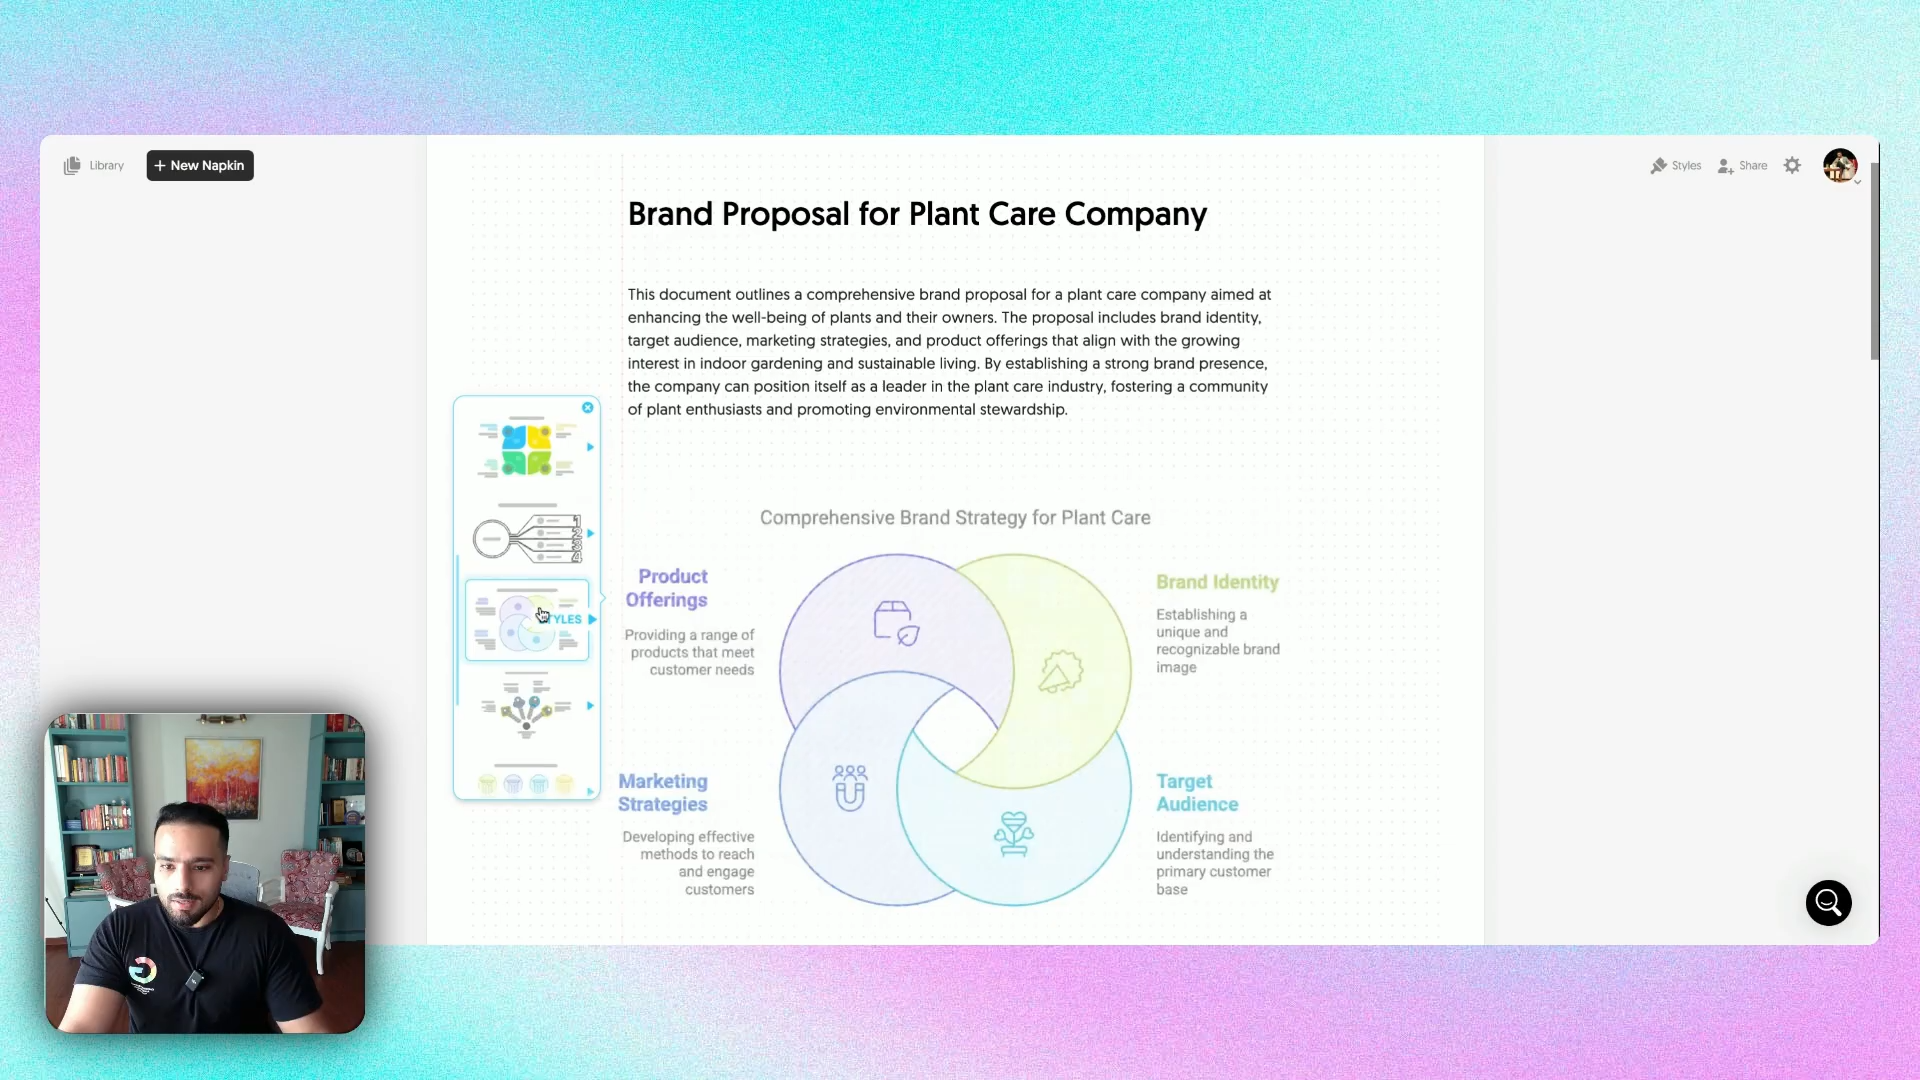 Library
+ New Napkin
Styles
Share
Brand Proposal for Plant Care Company
This document outlines a comprehensive brand proposal for a plant care company aimed at
enhancing the well-being of plants and their owners. The proposal includes brand identity,
target audience, marketing strategies, and product offerings that align with the growing
interest in indoor gardening and sustainable living. By establishing a strong brand presence,
the company can position itself as a leader in the plant care industry, fostering a community
of plant enthusiasts and promoting environmental stewardship.
Comprehensive Brand Strategy for Plant Care
Product
Offerings
Providing a range of
products that meet
customer needs
Brand Identity
Establishing a
unique and
recognizable brand
image
Marketing
Strategies
Developing effective
methods to reach
and engage
customers
Target
Audience
Identifying and
understanding the
primary customer
base